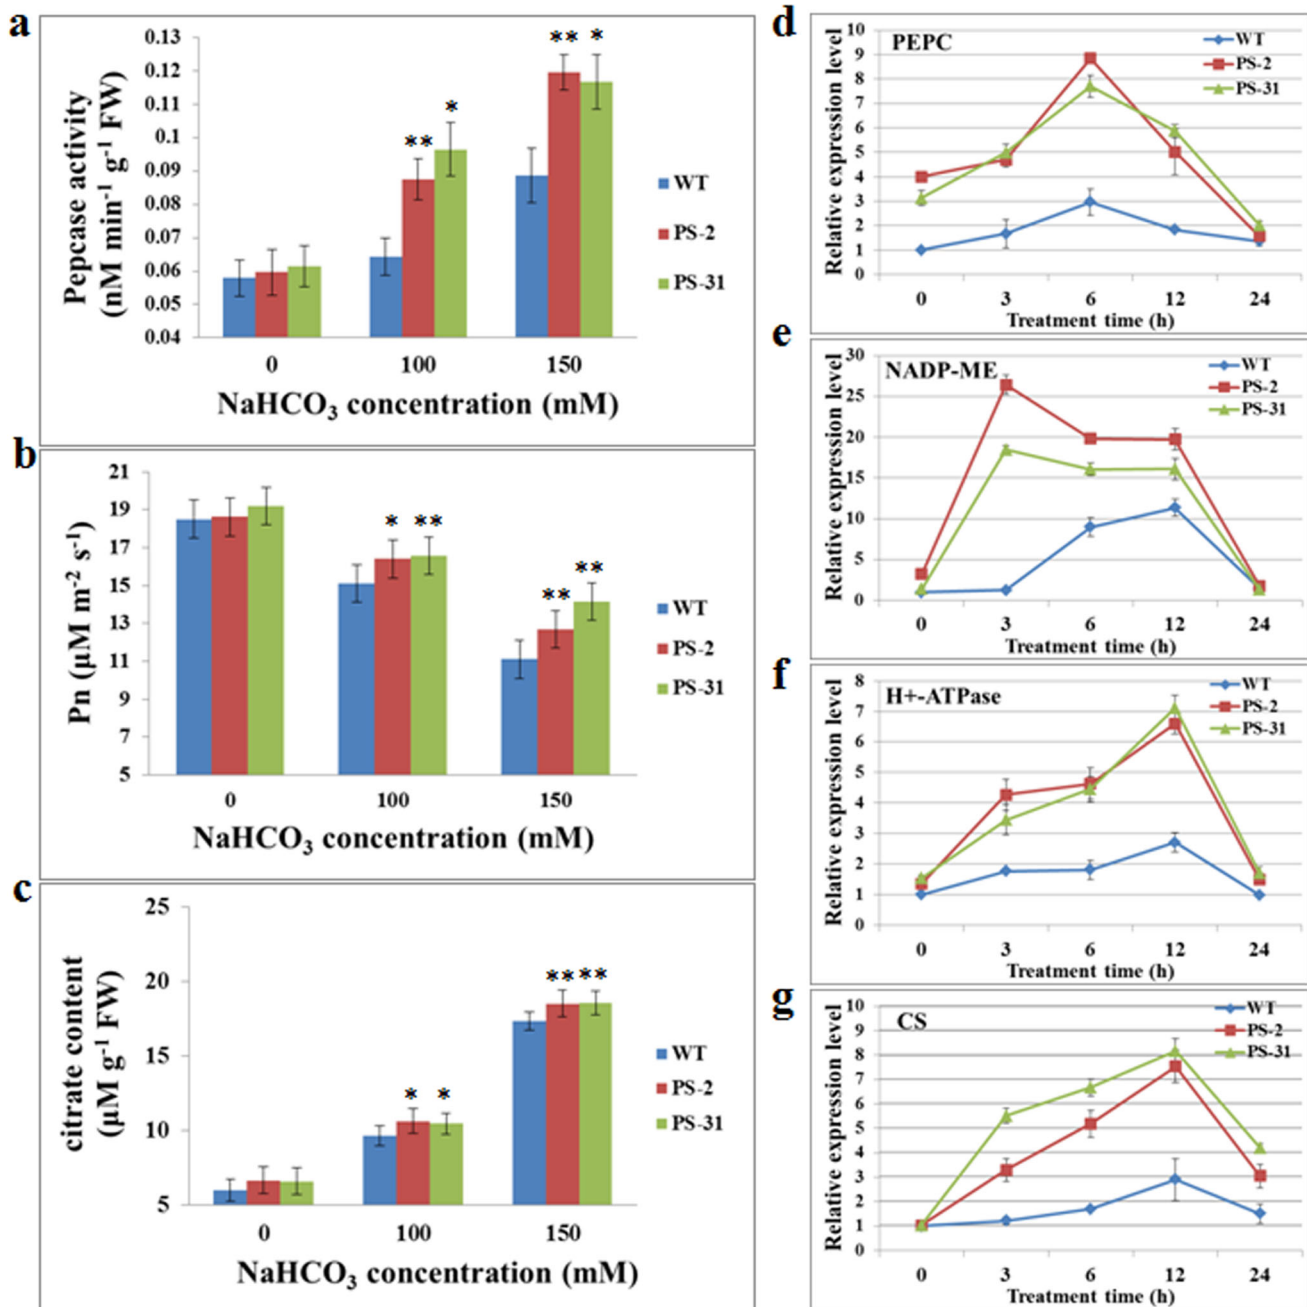 a
0.13
0.12
0.11
0.1
0.09
0.08
0.07
0.06
0.05
0.04
Pepcase activity
(nM min⁻¹ g⁻¹ FW)
** *
** *
WT
PS-2
PS-31
0 100 150
NaHCO₃ concentration (mM)
b
21
19
17
15
13
11
9
7
5
Pn (μM m⁻² s⁻¹)
* **
** **
WT
PS-2
PS-31
0 100 150
NaHCO₃ concentration (mM)
c
25
20
15
10
5
citrate content
(μM g⁻¹ FW)
* *
** **
WT
PS-2
PS-31
0 100 150
NaHCO₃ concentration (mM)
d
PEPC
Relative expression level
10
9
8
7
6
5
4
3
2
1
0
WT
PS-2
PS-31
0 3 6 12 24
Treatment time (h)
e
NADP-ME
Relative expression level
30
25
20
15
10
5
0
WT
PS-2
PS-31
0 3 6 12 24
Treatment time (h)
f
H+-ATPase
Relative expression level
8
7
6
5
4
3
2
1
0
WT
PS-2
PS-31
0 3 6 12 24
Treatment time (h)
g
CS
Relative expression level
10
9
8
7
6
5
4
3
2
1
0
WT
PS-2
PS-31
0 3 6 12 24
Treatment time (h)